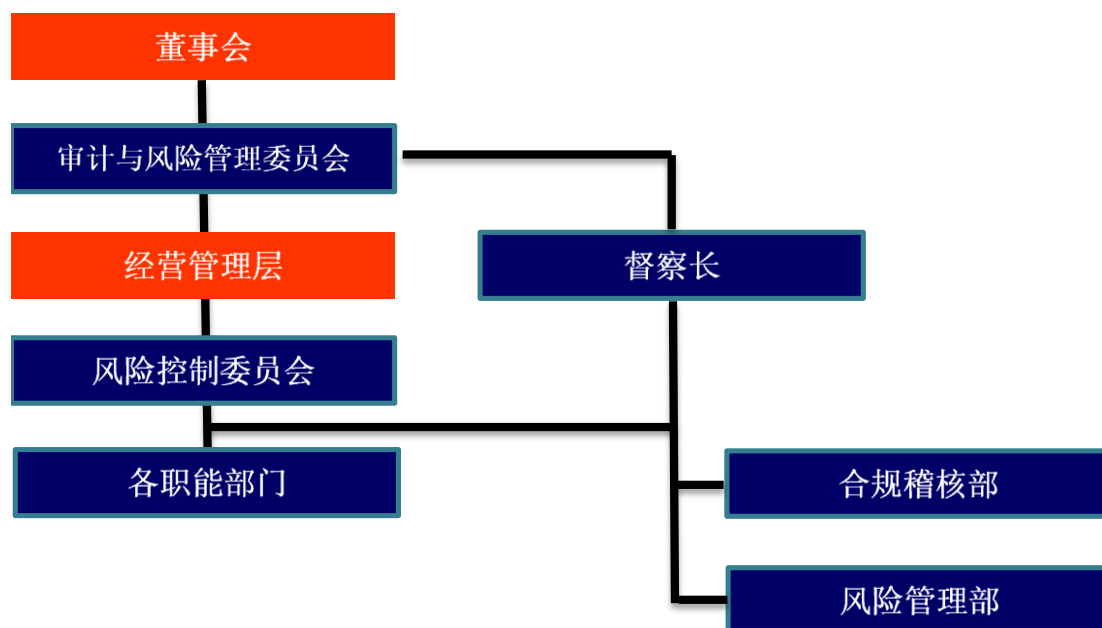 董事会
审计与风险管理委员会
经营管理层
督察长
风险控制委员会
各职能部门
合规稽核部
风险管理部